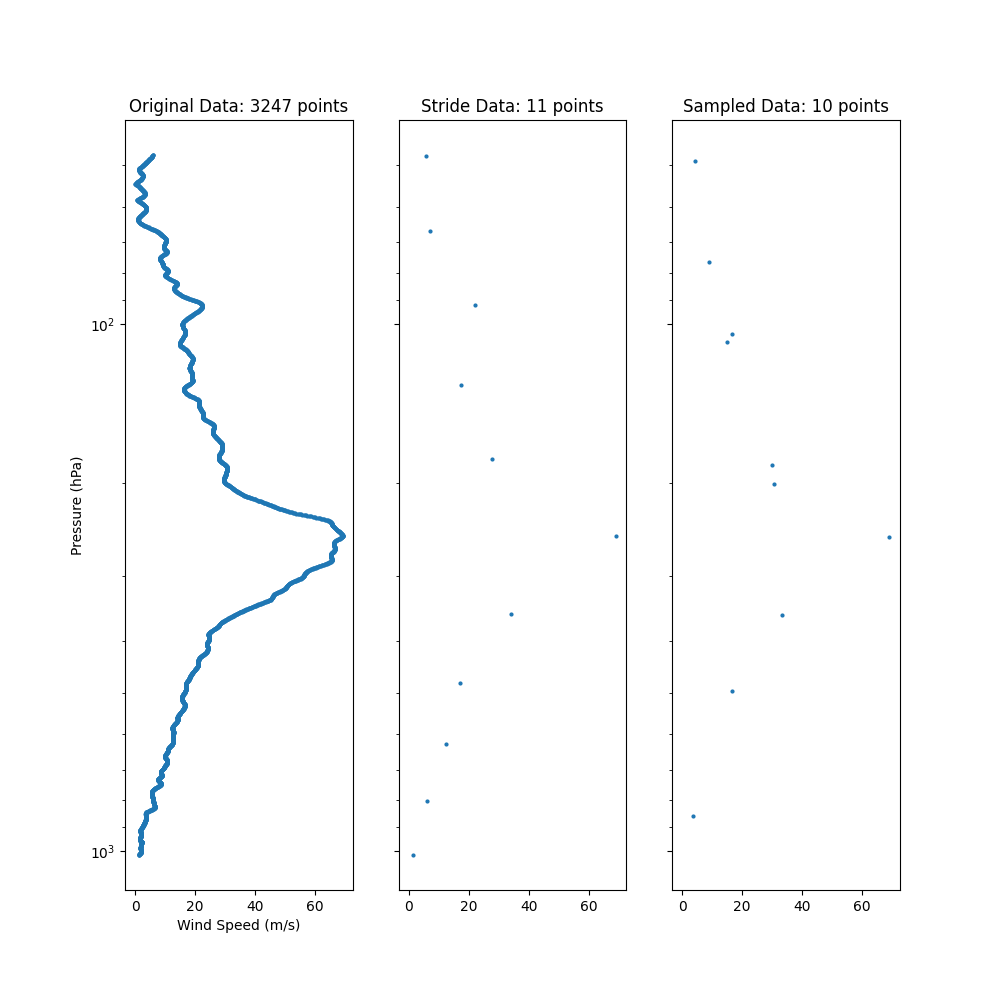 Original Data: 3247 points
Stride Data: 11 points
Sampled Data: 10 points
Pressure (hPa)
10²
10³
0 20 40 60
0 20 40 60
0 20 40 60
Wind Speed (m/s)